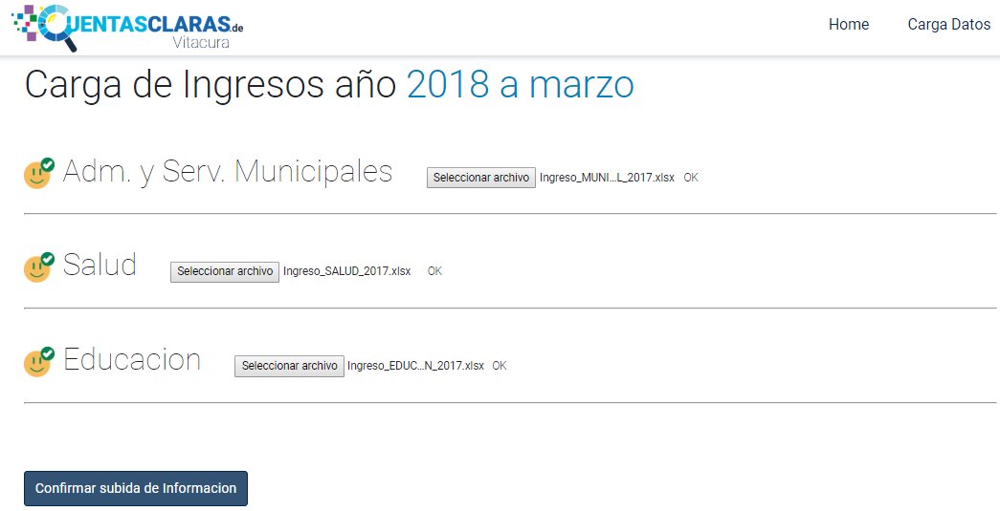 CUENTASCLARAS.de
Vitacura
Home Carga Datos
Carga de Ingresos año 2018 a marzo
Adm. y Serv. Municipales Seleccionar archivo Ingreso_MUNI...L_2017.xlsx OK
Salud Seleccionar archivo Ingreso_SALUD_2017.xlsx OK
Educacion Seleccionar archivo Ingreso_EDUC...N_2017.xlsx OK
Confirmar subida de Informacion